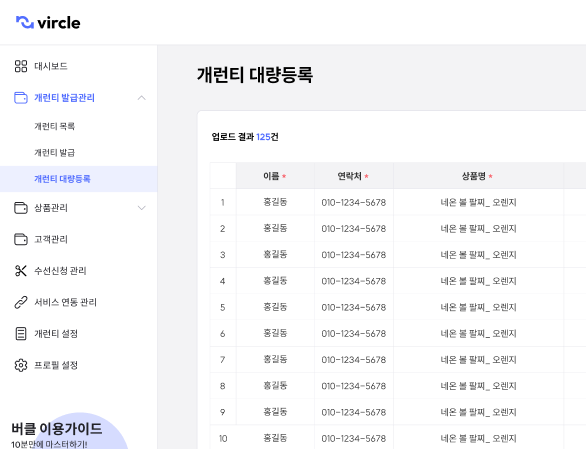 vircle
대시보드
개런티 발급관리
개런티 목록
개런티 발급
개런티 대량등록
상품관리
고객관리
수선신청 관리
서비스 연동 관리
개런티 설정
프로필 설정
버클 이용가이드
10분만에 마스터하기!
개런티 대량등록
업로드 결과 125건
이름 * 연락처 * 상품명 *
1 홍길동 010-1234-5678 네온 볼 팔찌_ 오렌지
2 홍길동 010-1234-5678 네온 볼 팔찌_ 오렌지
3 홍길동 010-1234-5678 네온 볼 팔찌_ 오렌지
4 홍길동 010-1234-5678 네온 볼 팔찌_ 오렌지
5 홍길동 010-1234-5678 네온 볼 팔찌_ 오렌지
6 홍길동 010-1234-5678 네온 볼 팔찌_ 오렌지
7 홍길동 010-1234-5678 네온 볼 팔찌_ 오렌지
8 홍길동 010-1234-5678 네온 볼 팔찌_ 오렌지
9 홍길동 010-1234-5678 네온 볼 팔찌_ 오렌지
10 홍길동 010-1234-5678 네온 볼 팔찌_ 오렌지